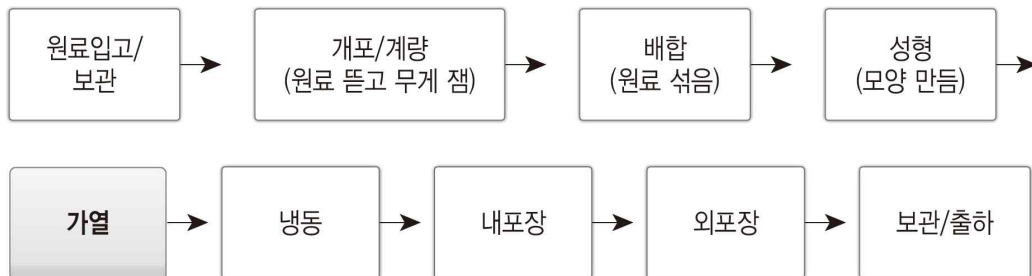 원료입고/
보관
개포/계량
(원료 뜯고 무게 잼)
배합
(원료 섞음)
성형
(모양 만듬)
가열
냉동
내포장
외포장
보관/출하